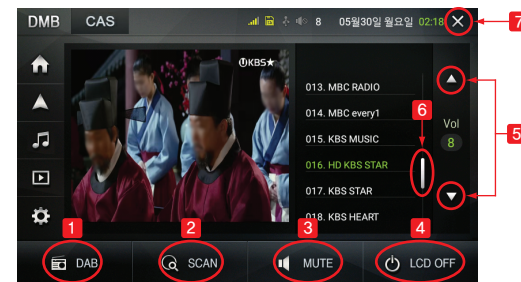 DMB CAS 8 05월30일 월요일 02:18 7
UKBS★
013. MBC RADIO
014. MBC every1
015. KBS MUSIC
016. HD KBS STAR
017. KBS STAR
018. KBS HEART
6
Vol
8
5
1 2 3 4
DAB SCAN MUTE LCD OFF